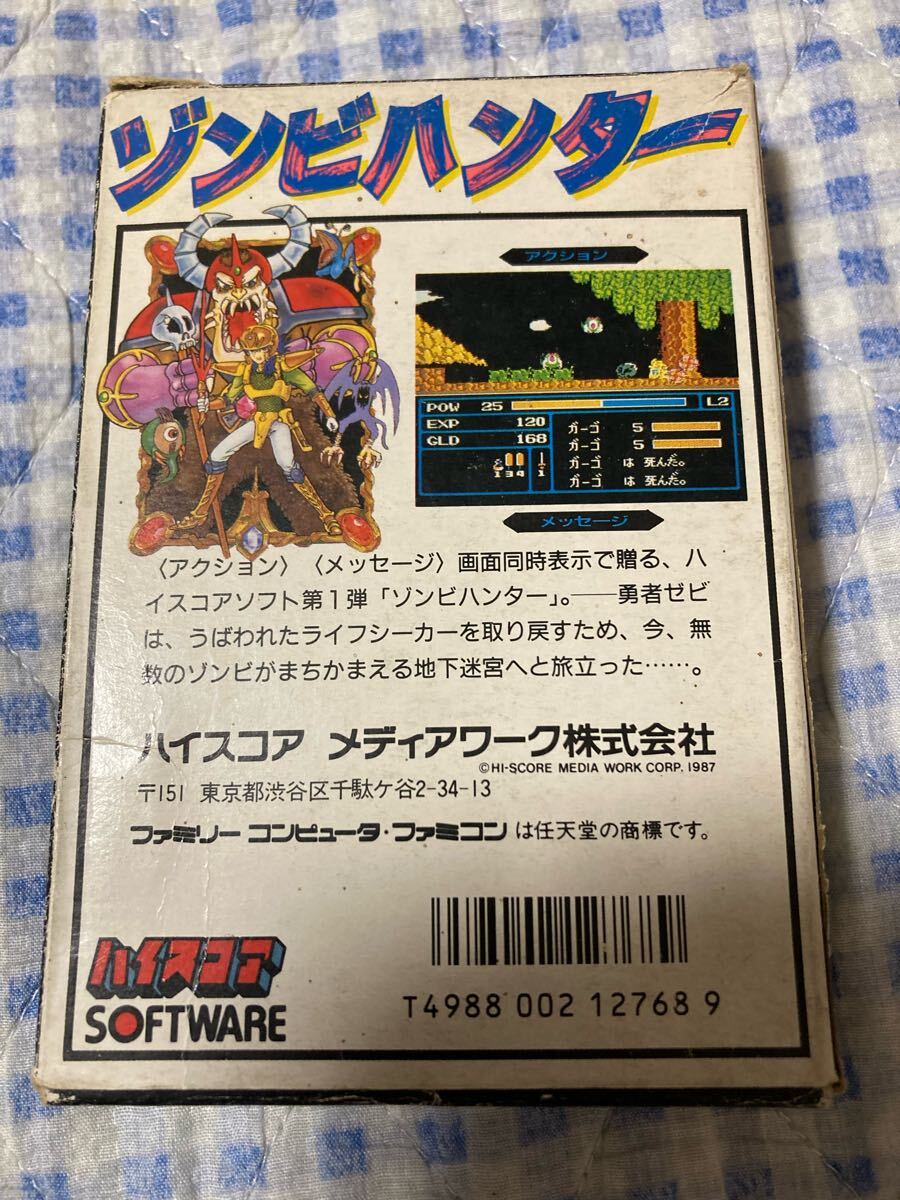 ゾンビハンター
アクション
POW 25 L2
EXP 120
GLD 168
ガーゴ 5
ガーゴ 5
ガーゴ は 死んだ。
ガーゴ は 死んだ。
1 3 4 1
メッセージ
〈アクション〉〈メッセージ〉画面同時表示で贈る、ハ
イスコアソフト第1弾「ゾンビハンター」。――勇者ゼビ
は、うばわれたライフシーカーを取り戻すため、今、無
数のゾンビがまちかまえる地下迷宮へと旅立った……。
ハイスコア メディアワーク株式会社
©HI-SCORE MEDIA WORK CORP. 1987
〒151 東京都渋谷区千駄ケ谷2-34-13
ファミリー コンピュータ・ファミコン は任天堂の商標です。
ハイスコア
SOFTWARE
T4988 002 12768 9